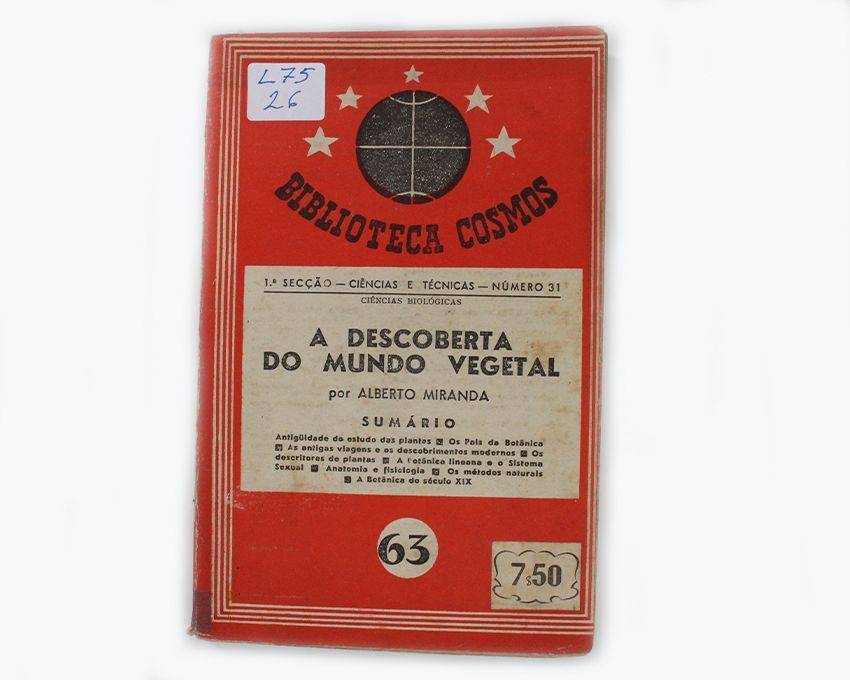 L75
26
BIBLIOTECA COSMOS
1.ª SECÇÃO — CIÊNCIAS E TÉCNICAS — NÚMERO 31
CIÊNCIAS BIOLÓGICAS
A DESCOBERTA
DO MUNDO VEGETAL
por ALBERTO MIRANDA
SUMÁRIO
Antigüidade do estudo das plantas ■ Os Pais da Botânica
■ As antigas viagens e os descobrimentos modernos ■ Os
descritores de plantas ■ A botânica lineana e o Sistema
Sexual ■ Anatomia e fisiologia ■ Os métodos naturais
■ A Botânica do século XIX
63
7$50